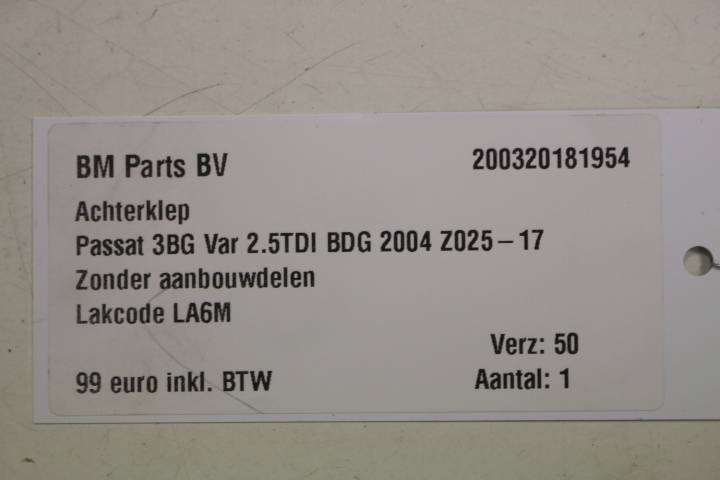 BM Parts BV 200320181954
Achterklep
Passat 3BG Var 2.5TDI BDG 2004 Z025-17
Zonder aanbouwdelen
Lakcode LA6M
Verz: 50
99 euro inkl. BTW Aantal: 1